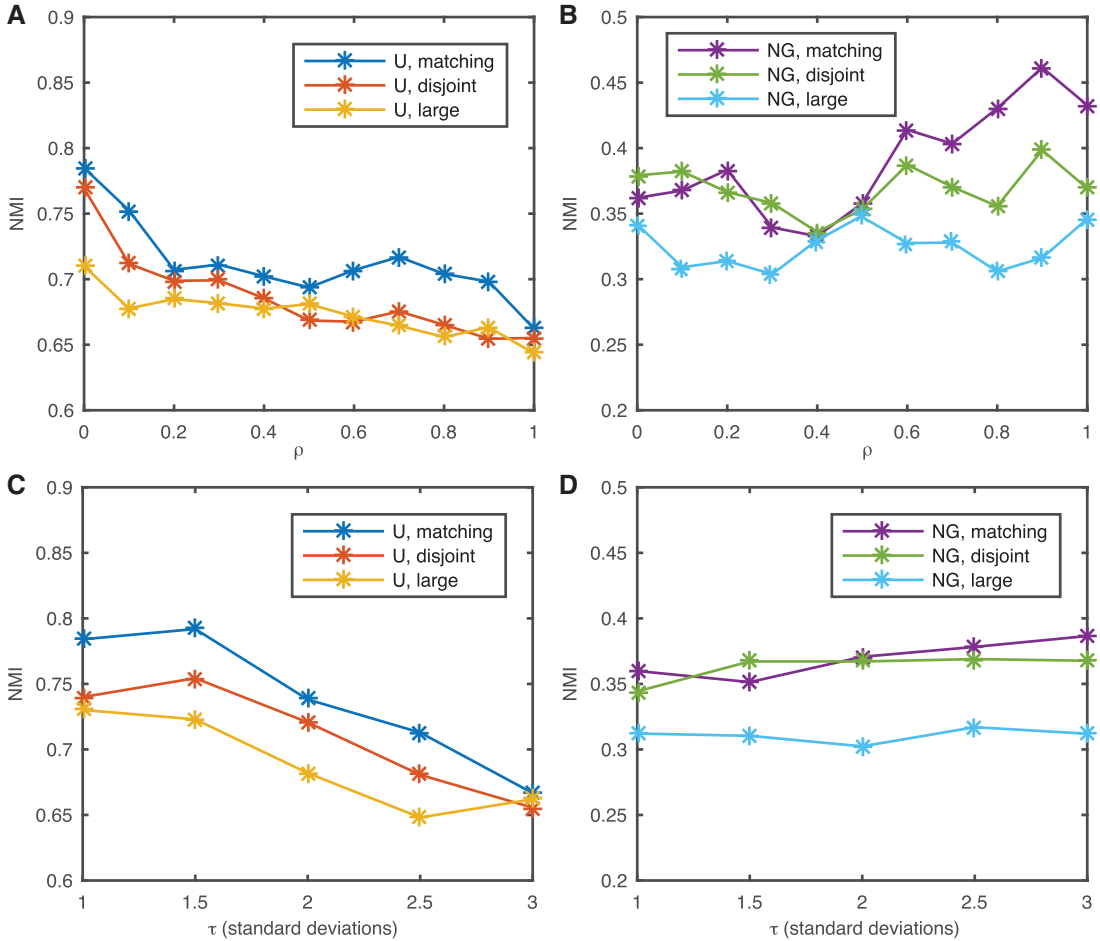 A
0.9
0.85
0.8
0.75
0.7
0.65
0.6
NMI
U, matching
U, disjoint
U, large
0
0.2
0.4
0.6
0.8
1
ρ
B
0.5
0.45
0.4
0.35
0.3
0.25
0.2
NMI
NG, matching
NG, disjoint
NG, large
0
0.2
0.4
0.6
0.8
1
ρ
C
0.9
0.85
0.8
0.75
0.7
0.65
0.6
NMI
U, matching
U, disjoint
U, large
1
1.5
2
2.5
3
τ (standard deviations)
D
0.5
0.45
0.4
0.35
0.3
0.25
0.2
NMI
NG, matching
NG, disjoint
NG, large
1
1.5
2
2.5
3
τ (standard deviations)